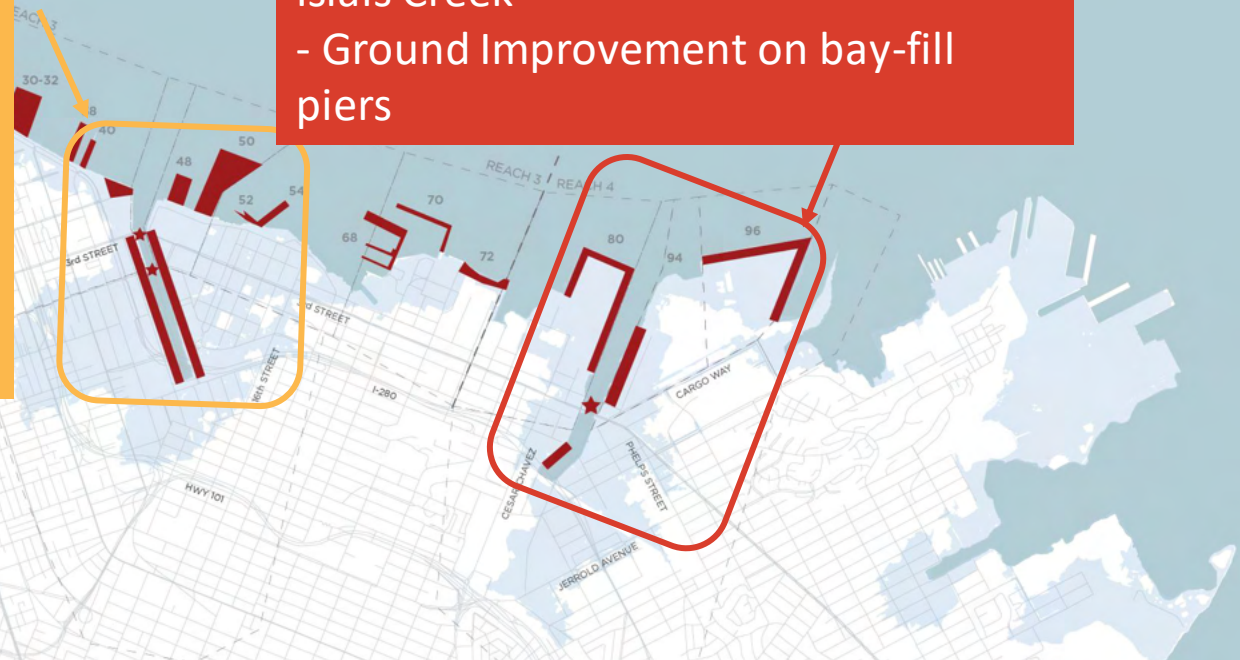 Islais Creek
- Ground Improvement on bay-fill
piers
REACH 3
30-32
40
48
50
52
54
REACH 3 / REACH 4
68
70
72
80
94
96
3rd STREET
3rd STREET
16th STREET
I-280
CARGO WAY
CESAR CHAVEZ
PHELPS STREET
HWY 101
JERROLD AVENUE